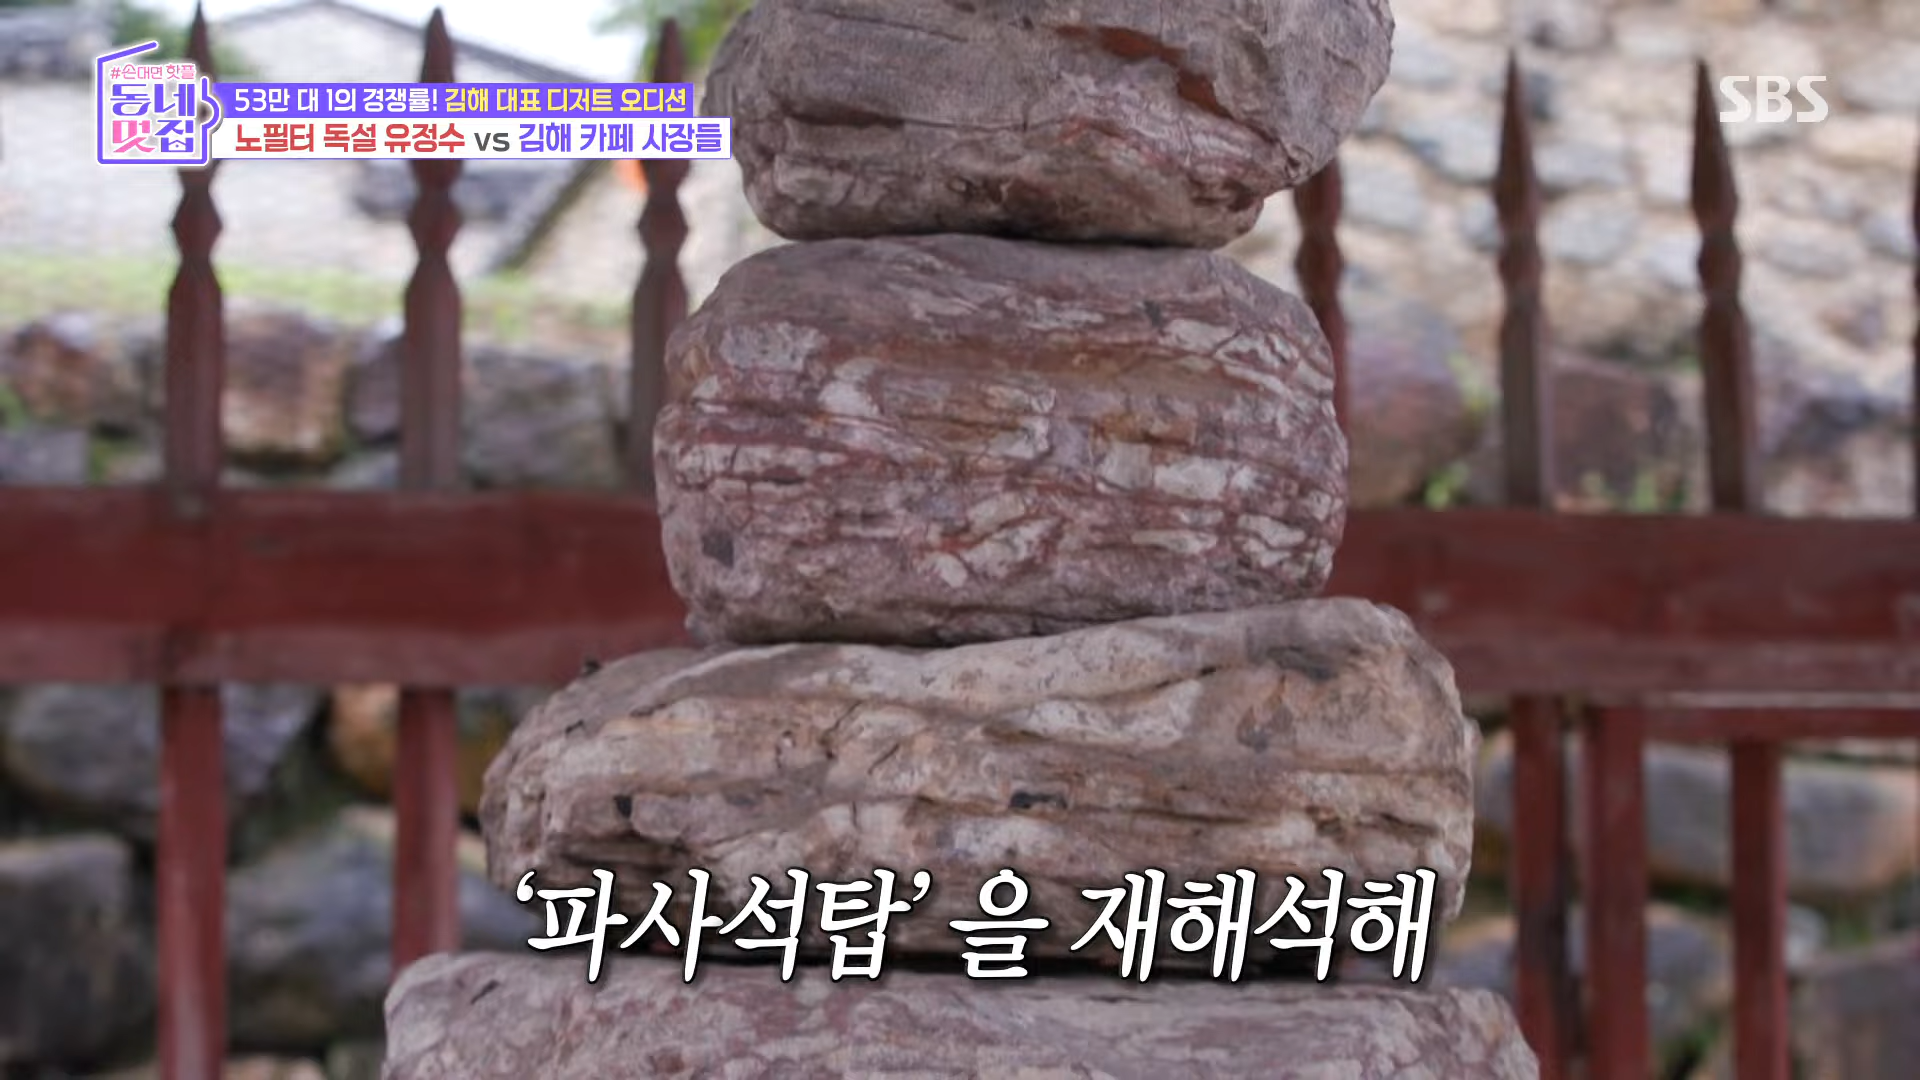 #손대면 핫플
동네
멋집
53만 대 1의 경쟁률! 김해 대표 디저트 오디션
노필터 독설 유정수 vs 김해 카페 사장들
SBS
‘파사석탑’ 을 재해석해